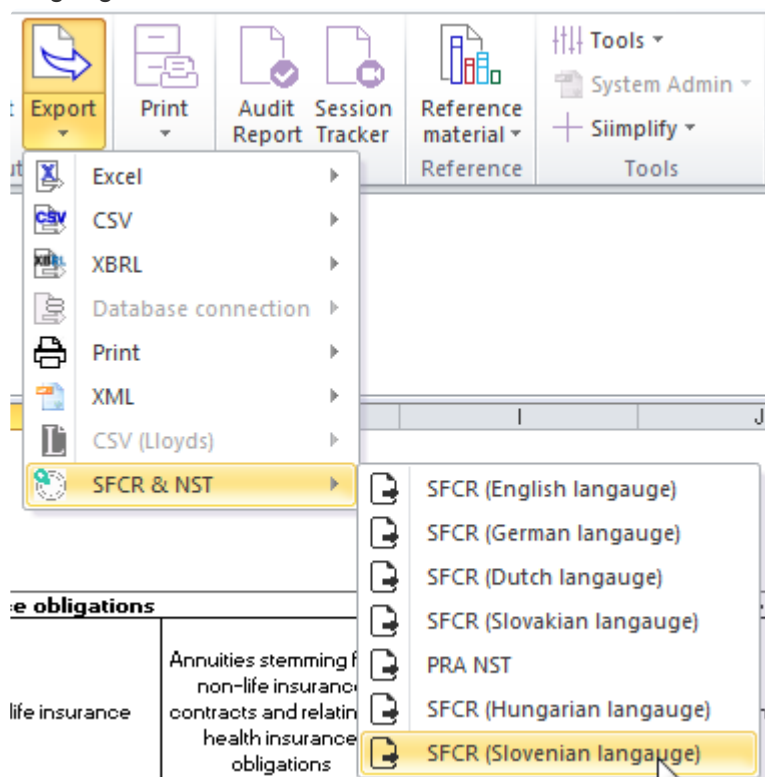 Export
Print
Audit Report
Session Tracker
Reference material
Tools
System Admin
Siimplify
Reference
Tools
Excel
CSV
XBRL
Database connection
Print
XML
CSV (Lloyds)
SFCR & NST
I
J
SFCR (English langauge)
SFCR (German langauge)
SFCR (Dutch langauge)
SFCR (Slovakian langauge)
PRA NST
SFCR (Hungarian langauge)
SFCR (Slovenian langauge)
e obligations
life insurance
Annuities stemming f
non-life insuranc
contracts and relatin
health insurance
obligations